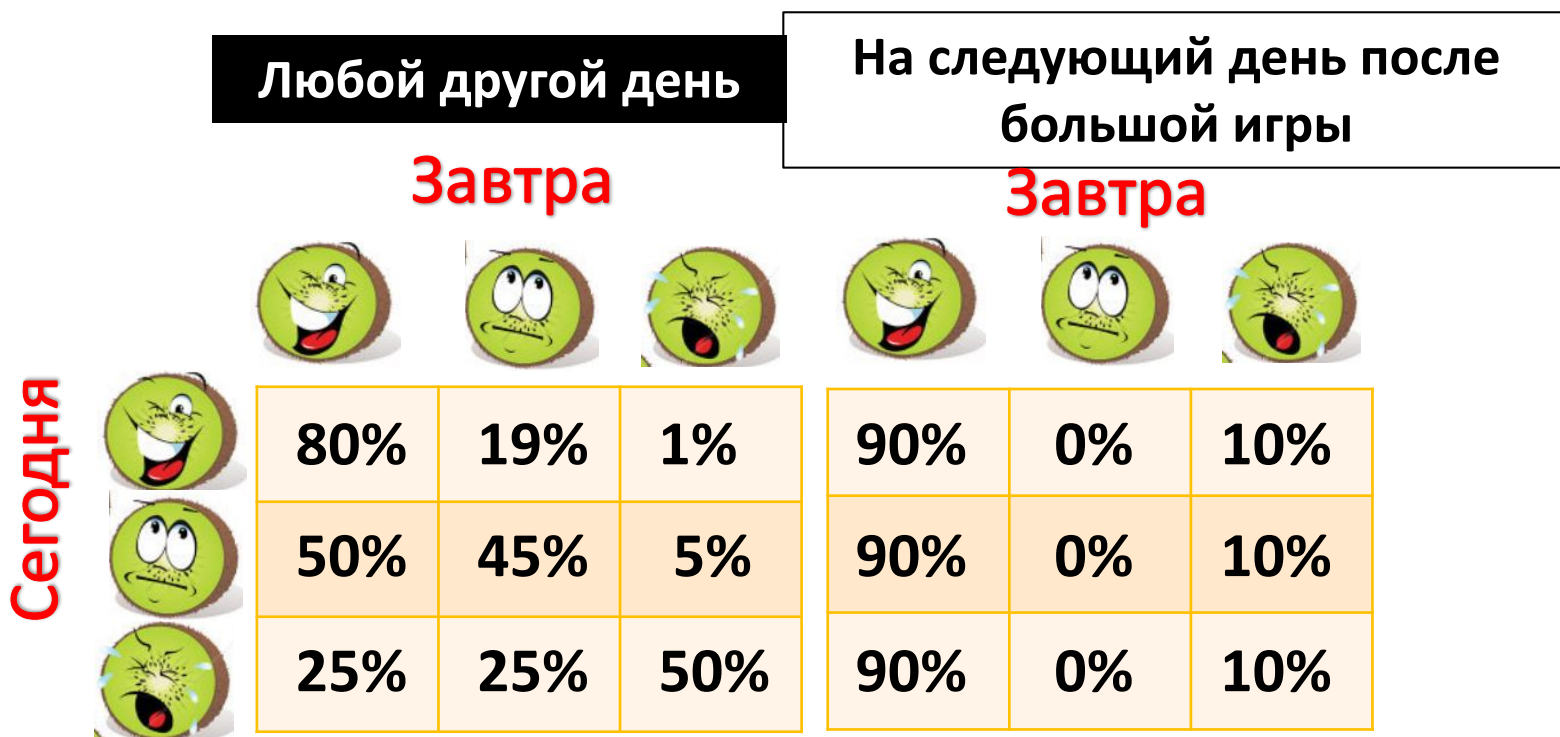 Любой другой день
На следующий день после
большой игры
Завтра
Завтра
Сегодня
80% 19% 1% 90% 0% 10%
50% 45% 5% 90% 0% 10%
25% 25% 50% 90% 0% 10%